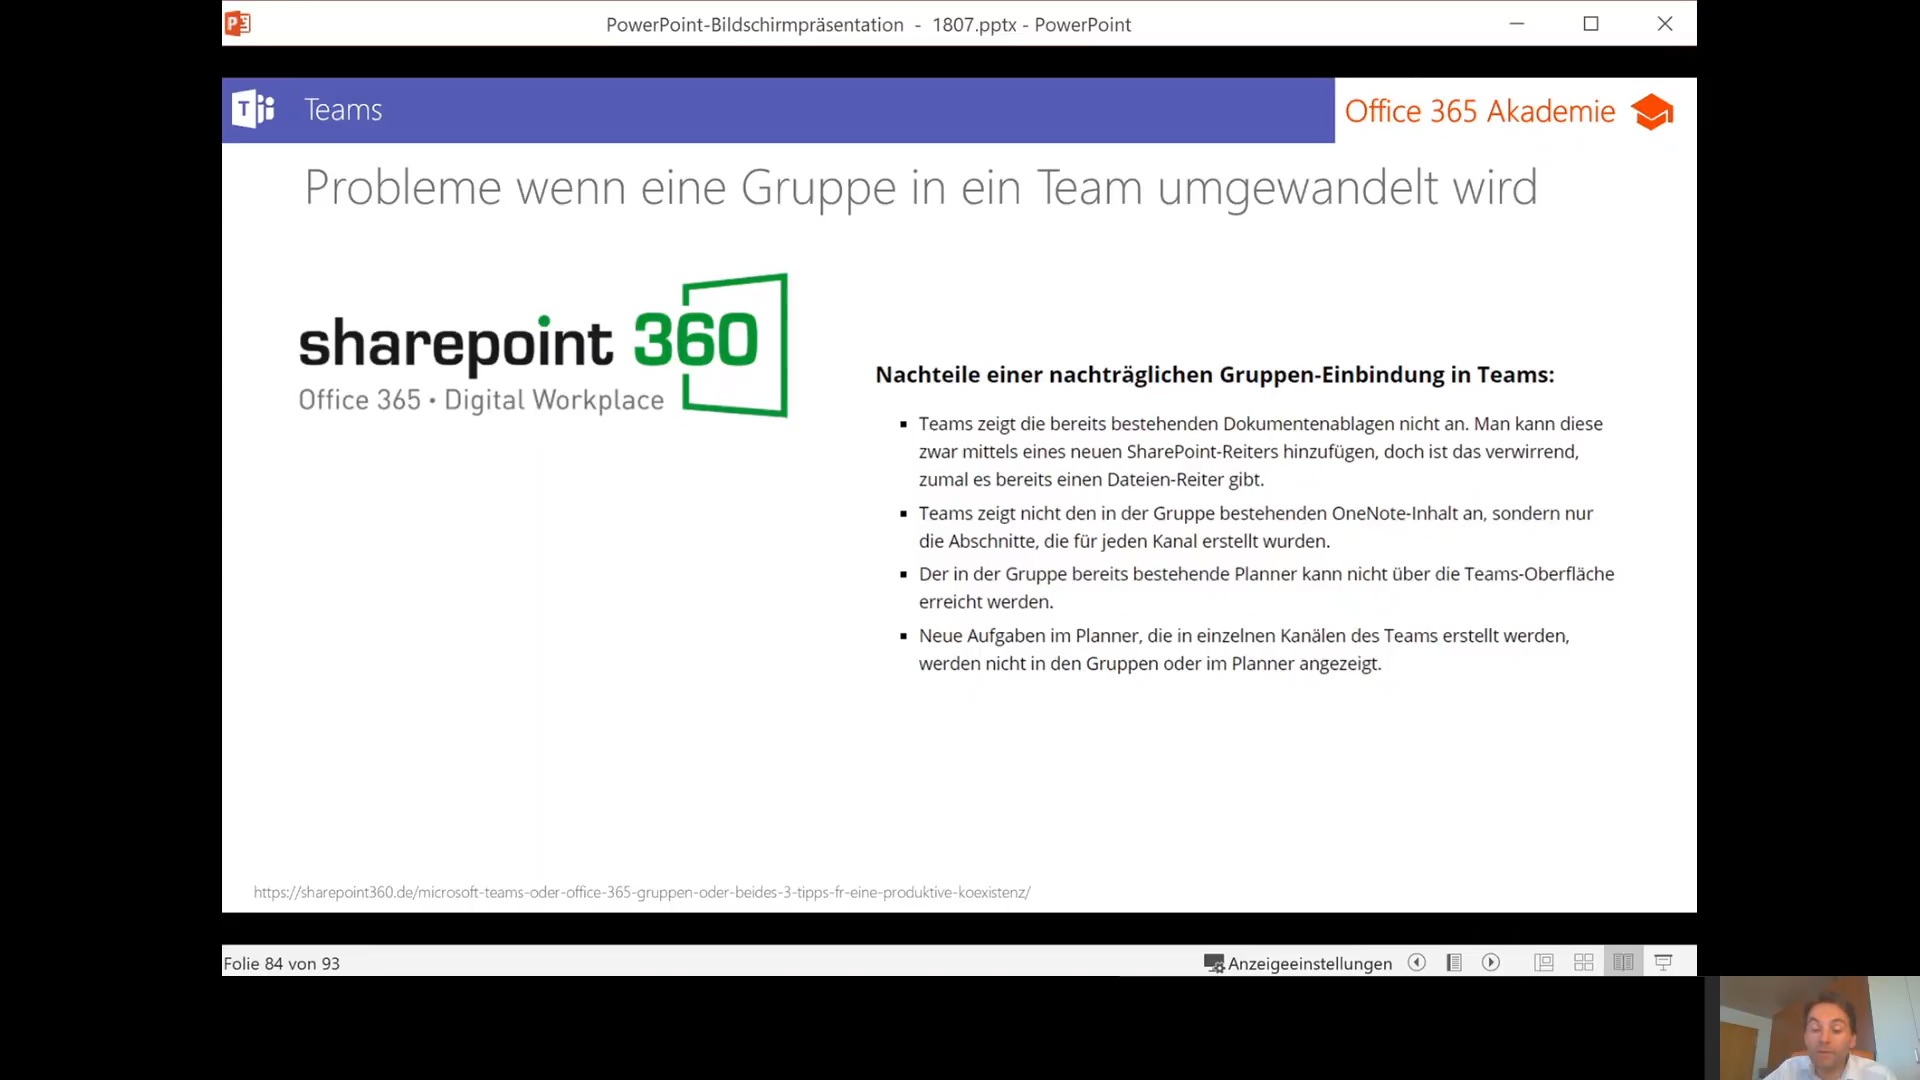 PowerPoint-Bildschirmpräsentation - 1807.pptx - PowerPoint
Teams
Office 365 Akademie
Probleme wenn eine Gruppe in ein Team umgewandelt wird
sharepoint 360
Office 365 • Digital Workplace
Nachteile einer nachträglichen Gruppen-Einbindung in Teams:
▪ Teams zeigt die bereits bestehenden Dokumentenablagen nicht an. Man kann diese
zwar mittels eines neuen SharePoint-Reiters hinzufügen, doch ist das verwirrend,
zumal es bereits einen Dateien-Reiter gibt.
▪ Teams zeigt nicht den in der Gruppe bestehenden OneNote-Inhalt an, sondern nur
die Abschnitte, die für jeden Kanal erstellt wurden.
▪ Der in der Gruppe bereits bestehende Planner kann nicht über die Teams-Oberfläche
erreicht werden.
▪ Neue Aufgaben im Planner, die in einzelnen Kanälen des Teams erstellt werden,
werden nicht in den Gruppen oder im Planner angezeigt.
https://sharepoint360.de/microsoft-teams-oder-office-365-gruppen-oder-beides-3-tipps-fr-eine-produktive-koexistenz/
Folie 84 von 93
Anzeigeeinstellungen